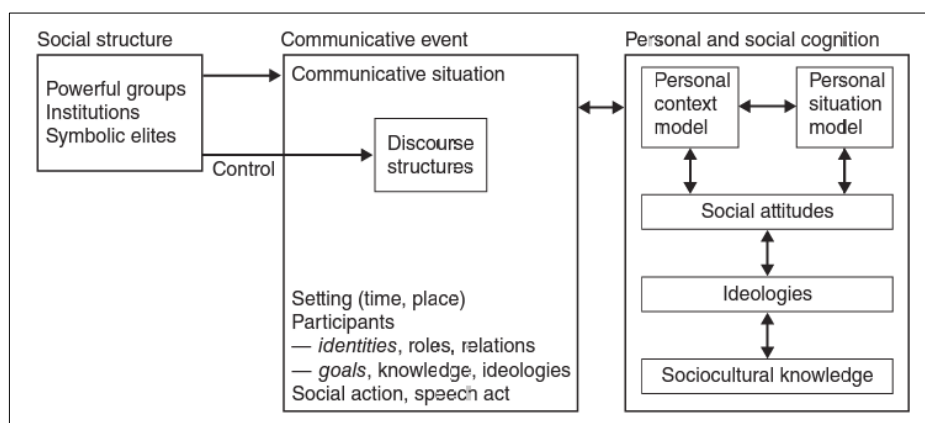 Social structure
Powerful groups
Institutions
Symbolic elites
Control
Communicative event
Communicative situation
Discourse
structures
Setting (time, place)
Participants
— identities, roles, relations
— goals, knowledge, ideologies
Social action, speech act
Personal and social cognition
Personal
context
model
Personal
situation
model
Social attitudes
Ideologies
Sociocultural knowledge